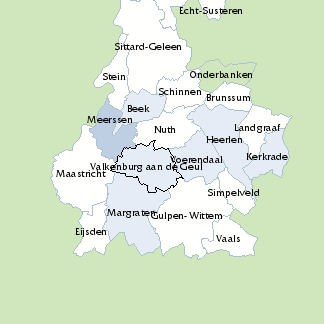 Echt-Susteren
Sittard-Geleen
Stein
Onderbanken
Schinnen
Brunssum
Beek
Meerssen
Nuth
Landgraaf
Heerlen
Voerendaal
Kerkrade
Valkenburg aan de Geul
Maastricht
Simpelveld
Margraten
Gulpen-Wittem
Eijsden
Vaals